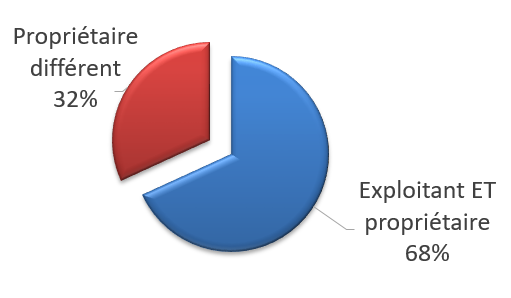 Propriétaire
différent
32%
Exploitant ET
propriétaire
68%